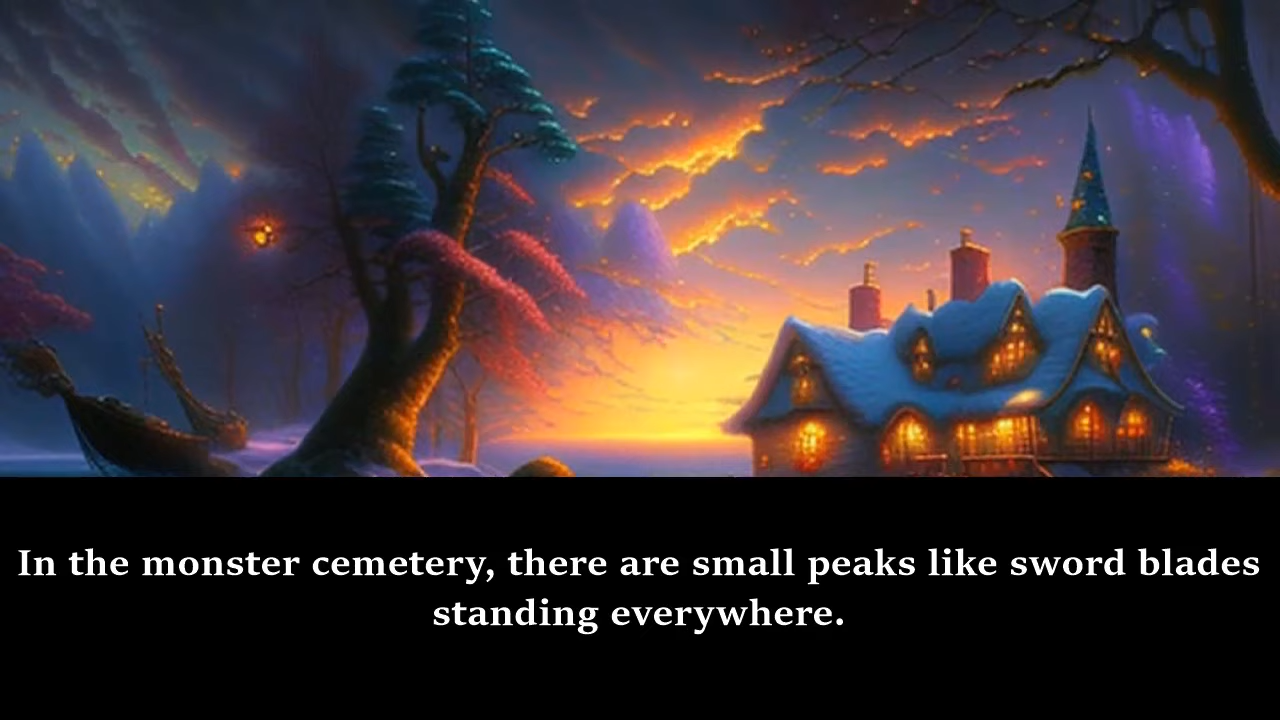 In the monster cemetery, there are small peaks like sword blades
standing everywhere.